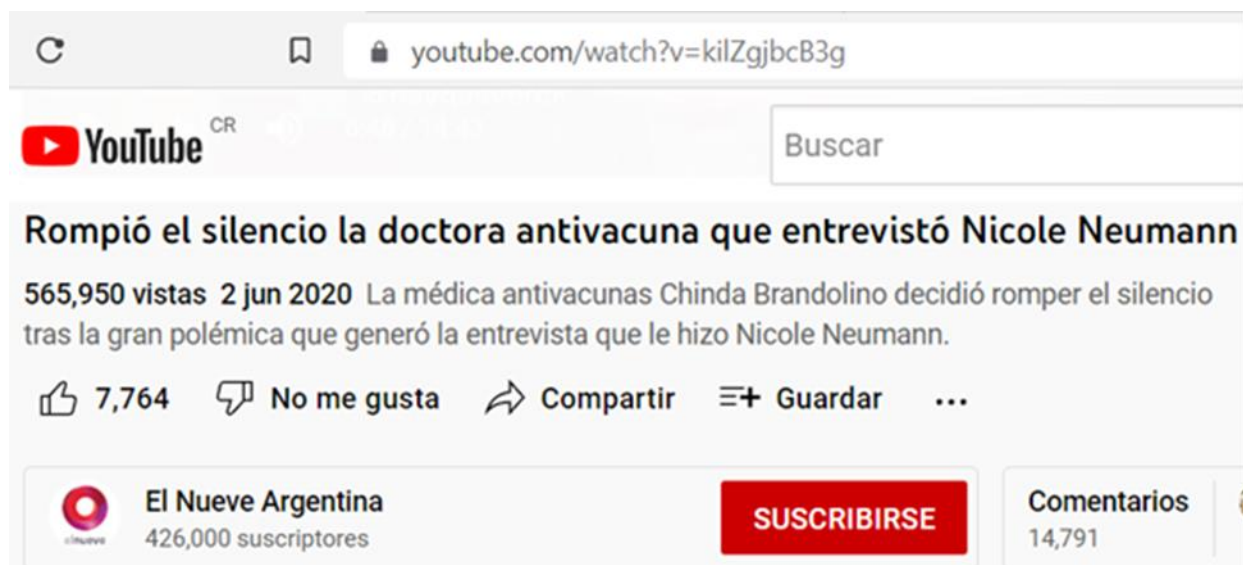 youtube.com/watch?v=kilZgjbcB3g
YouTube CR
Buscar
Rompió el silencio la doctora antivacuna que entrevistó Nicole Neumann
565,950 vistas 2 jun 2020 La médica antivacunas Chinda Brandolino decidió romper el silencio
tras la gran polémica que generó la entrevista que le hizo Nicole Neumann.
7,764 No me gusta Compartir Guardar ...
El Nueve Argentina
426,000 suscriptores
SUSCRIBIRSE
Comentarios
14,791
elnueve